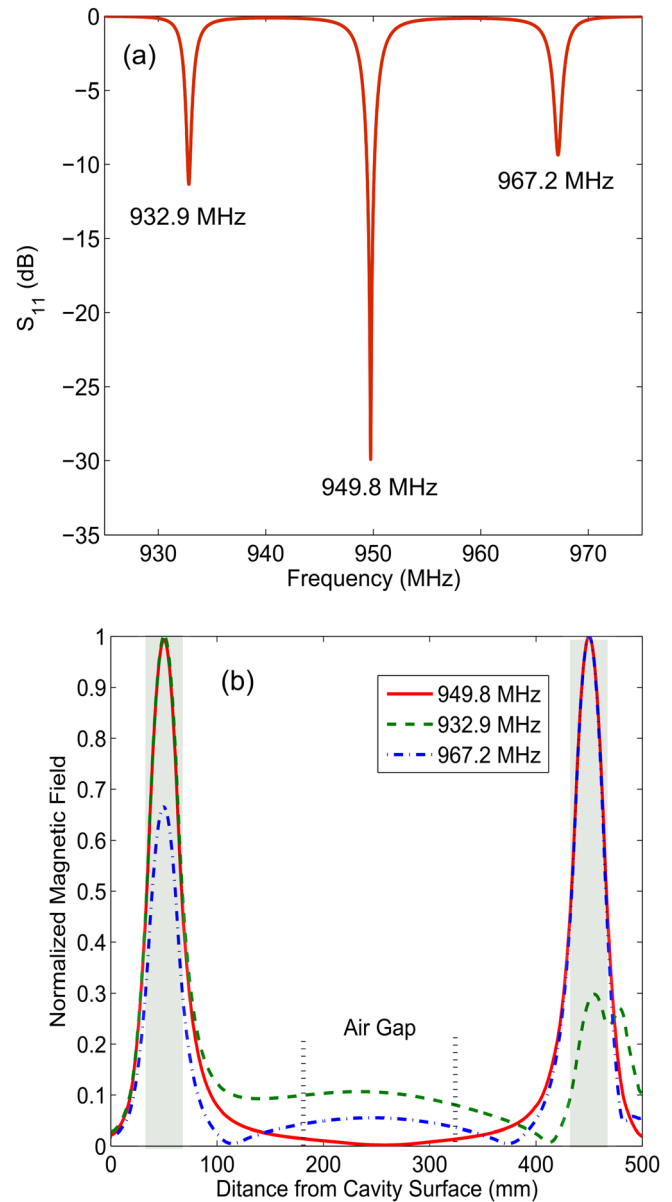 0
(a)
−5
−10
932.9 MHz
967.2 MHz
−15
S11 (dB)
−20
−25
−30
949.8 MHz
−35
930 940 950 960 970
Frequency (MHz)
1
(b)
949.8 MHz
932.9 MHz
967.2 MHz
0.9
0.8
0.7
0.6
0.5
Normalized Magnetic Field
0.4
0.3
Air Gap
0.2
0.1
0
0 100 200 300 400 500
Ditance from Cavity Surface (mm)